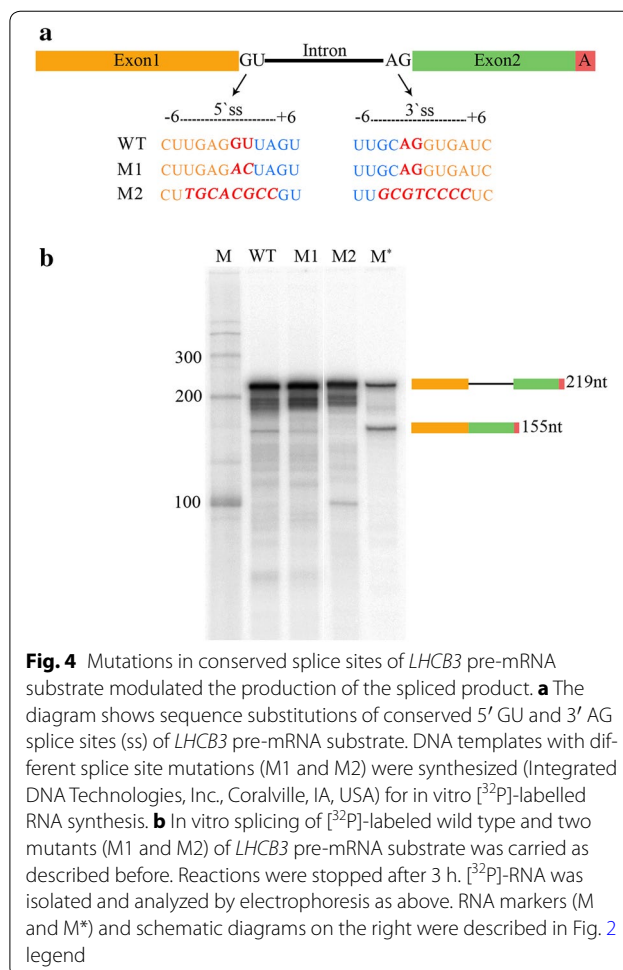 a
Exon1 GU Intron AG Exon2 A
5`ss 3`ss
-6 +6 -6 +6
WT CUUGAGGUUAGU UUGCAGGUGAUC
M1 CUUGAGACUAGU UUGCAGGUGAUC
M2 CUTGCACGCCGU UUGCGTCCCCUC
b
M WT M1 M2 M*
300
200
100
219nt
155nt
Fig. 4 Mutations in conserved splice sites of LHCB3 pre-mRNA
substrate modulated the production of the spliced product. a The
diagram shows sequence substitutions of conserved 5′ GU and 3′ AG
splice sites (ss) of LHCB3 pre-mRNA substrate. DNA templates with dif-
ferent splice site mutations (M1 and M2) were synthesized (Integrated
DNA Technologies, Inc., Coralville, IA, USA) for in vitro [³²P]-labelled
RNA synthesis. b In vitro splicing of [³²P]-labeled wild type and two
mutants (M1 and M2) of LHCB3 pre-mRNA substrate was carried as
described before. Reactions were stopped after 3 h. [³²P]-RNA was
isolated and analyzed by electrophoresis as above. RNA markers (M
and M*) and schematic diagrams on the right were described in Fig. 2
legend